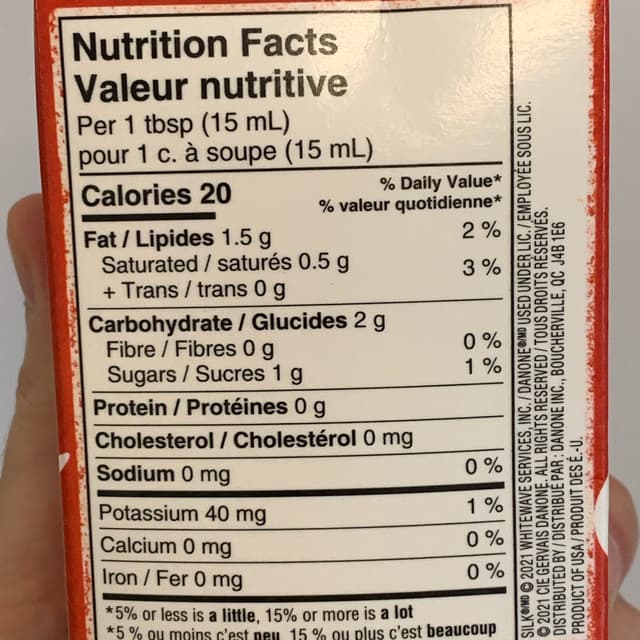 Nutrition Facts
Valeur nutritive
Per 1 tbsp (15 mL)
pour 1 c. à soupe (15 mL)
Calories 20
% Daily Value*
% valeur quotidienne*
Fat / Lipides 1.5 g 2 %
Saturated / saturés 0.5 g
+ Trans / trans 0 g 3 %
Carbohydrate / Glucides 2 g
Fibre / Fibres 0 g 0 %
Sugars / Sucres 1 g 1 %
Protein / Protéines 0 g
Cholesterol / Cholestérol 0 mg
Sodium 0 mg 0 %
Potassium 40 mg 1 %
Calcium 0 mg 0 %
Iron / Fer 0 mg 0 %
*5% or less is a little, 15% or more is a lot
*5 % ou moins c'est peu, 15 % ou plus c'est beaucoup
SILK®/MD © 2021 WHITEWAVE SERVICES, INC. / DANONE®/MD USED UNDER LIC. / EMPLOYÉE SOUS LIC.
© 2021 CIE GERVAIS DANONE. ALL RIGHTS RESERVED / TOUS DROITS RÉSERVÉS.
DISTRIBUTED BY / DISTRIBUÉ PAR : DANONE INC., BOUCHERVILLE, QC J4B 1E6
PRODUCT OF USA / PRODUIT DES É.-U.